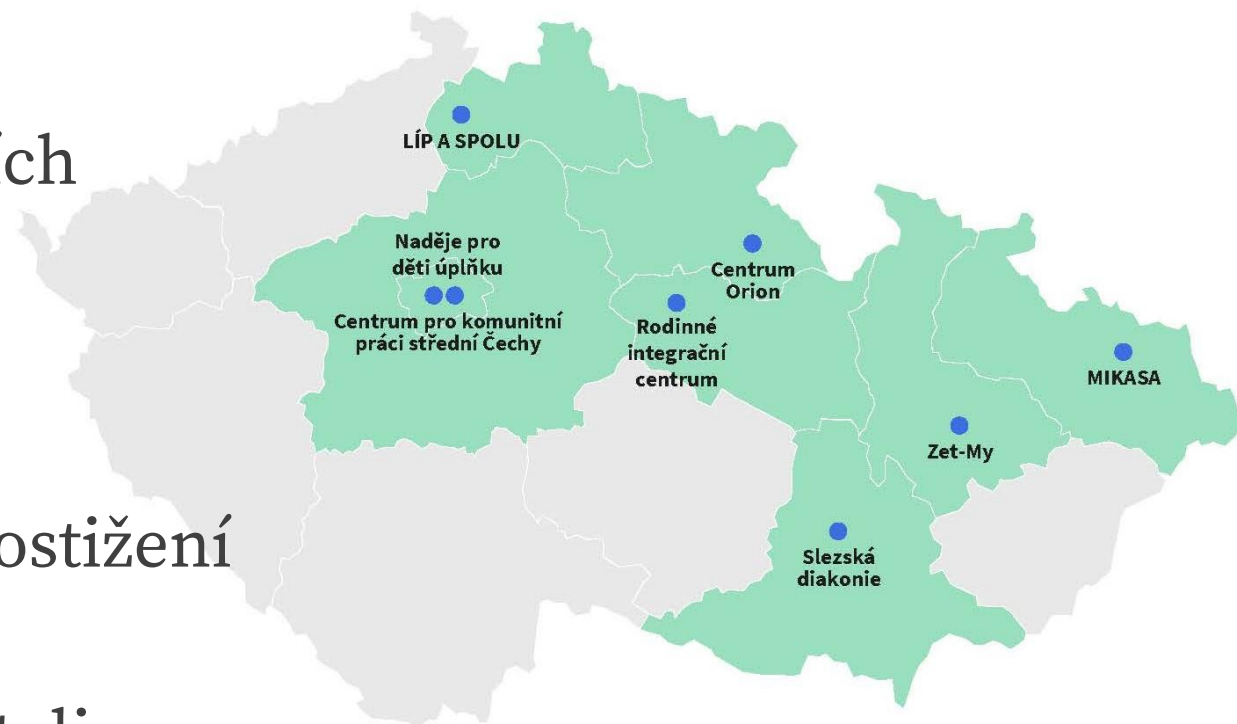 ích
ostižení
LÍP A SPOLU
Naděje pro
děti úplňku
Centrum pro komunitní
práci střední Čechy
Centrum
Orion
Rodinné
integrační
centrum
MIKASA
Zet-My
Slezská
diakonie